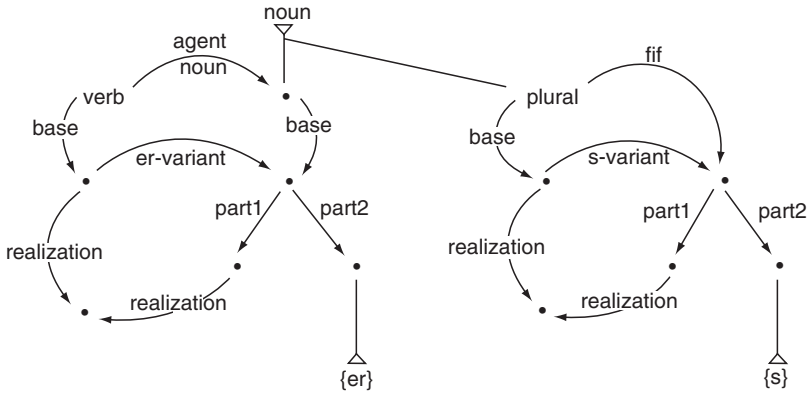 noun
agent
noun
fif
verb
plural
base
base
base
er-variant
s-variant
part1
part2
part1
part2
realization
realization
realization
realization
{er}
{s}